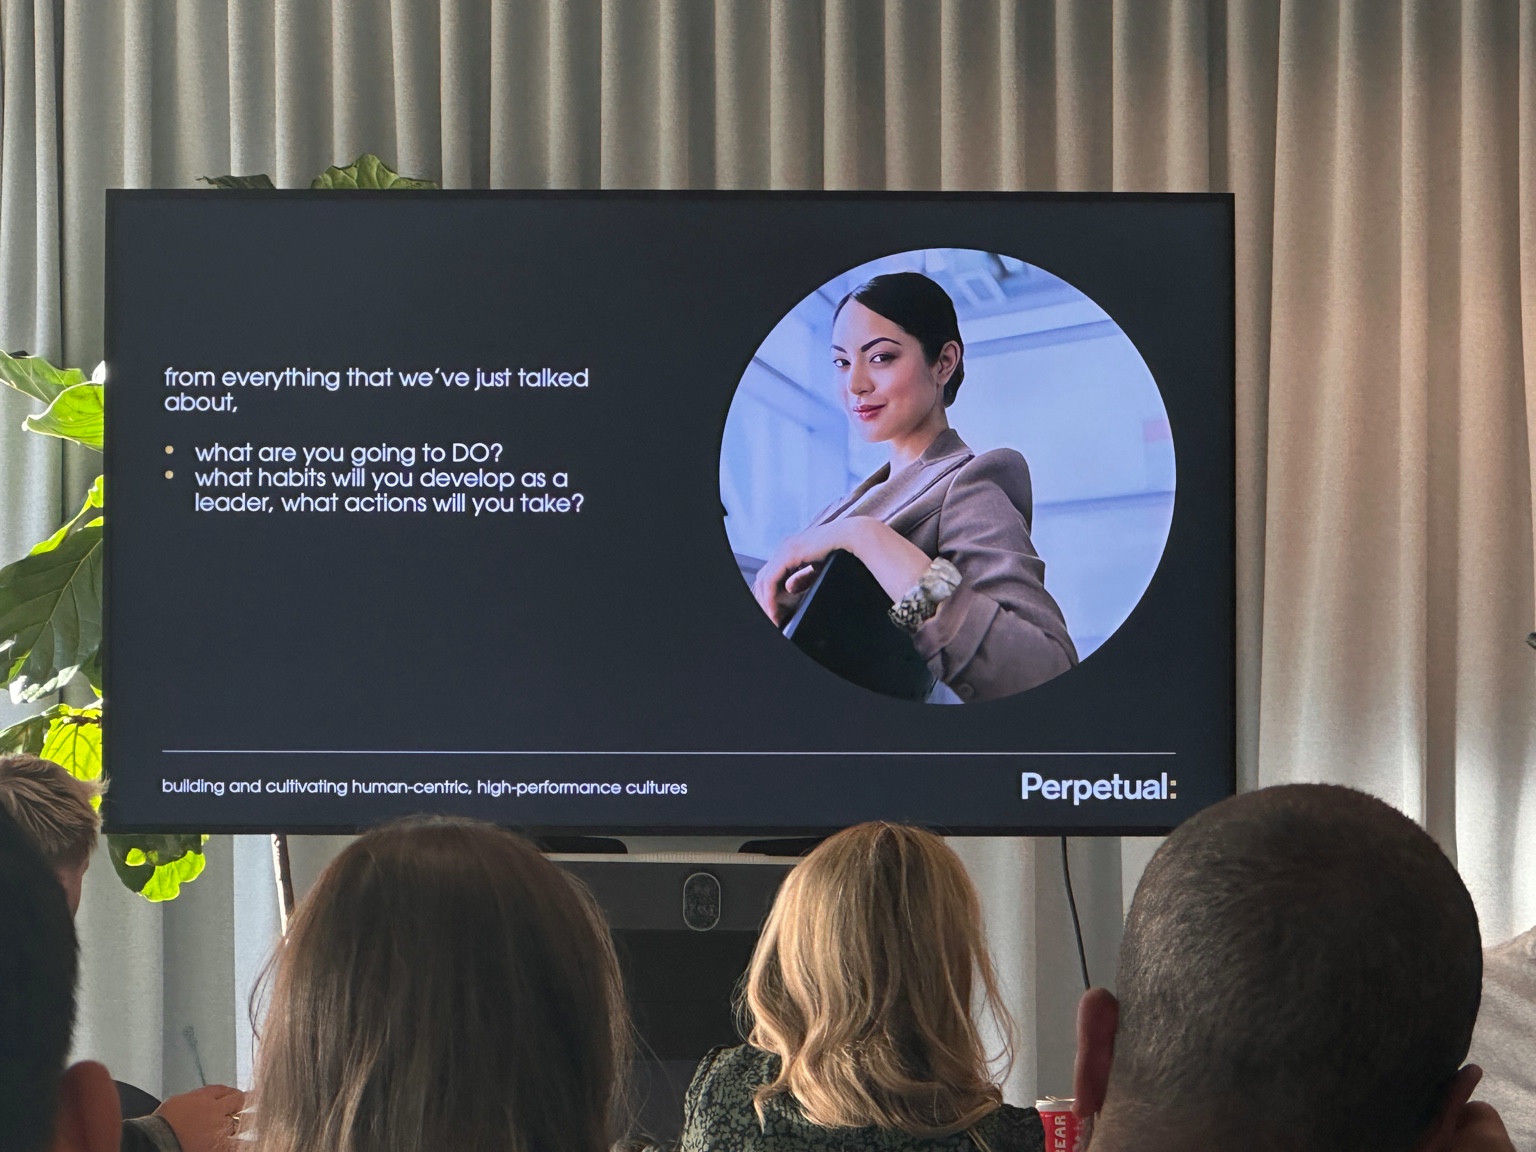 from everything that we've just talked
about,
• what are you going to DO?
• what habits will you develop as a
leader, what actions will you take?
building and cultivating human-centric, high-performance cultures
Perpetual:
EAR